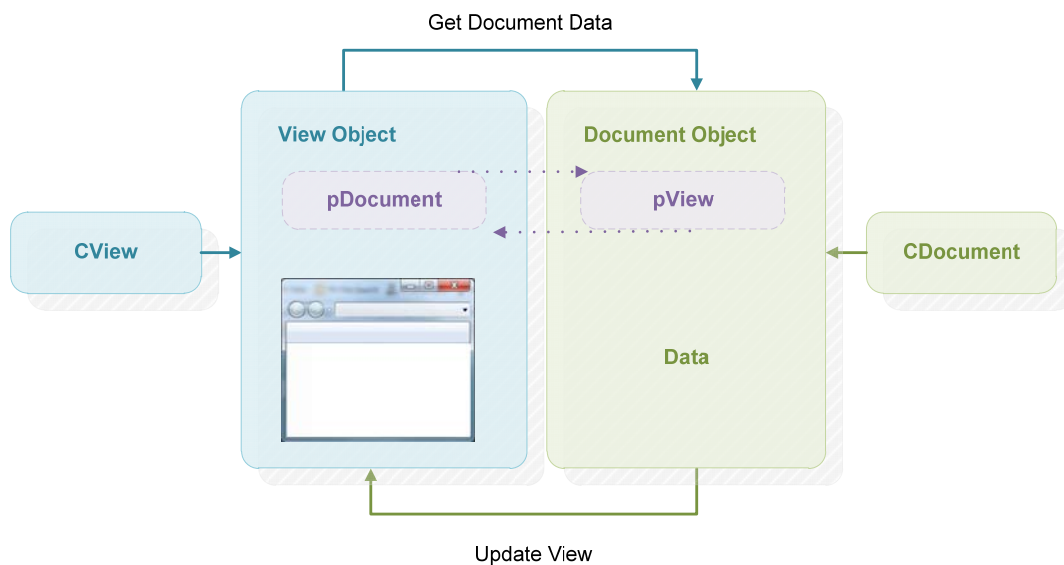 Get Document Data
View Object
Document Object
pDocument
pView
CView
CDocument
Data
Update View